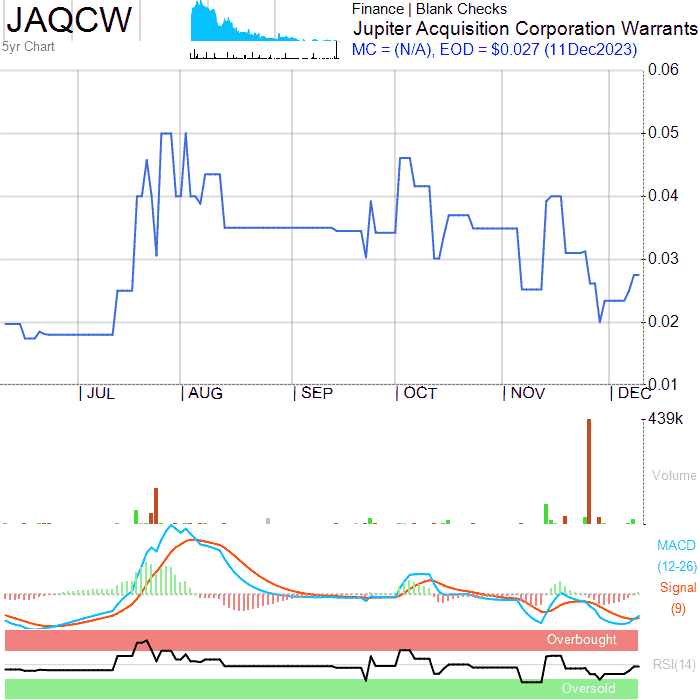 JAQCW
5yr Chart
Finance | Blank Checks
Jupiter Acquisition Corporation Warrants
MC = (N/A), EOD = $0.027 (11Dec2023)
0.06
0.05
0.04
0.03
0.02
0.01
JUL
AUG
SEP
OCT
NOV
DEC
439k
Volume
MACD
(12-26)
Signal
(9)
Overbought
RSI(14)
Oversold